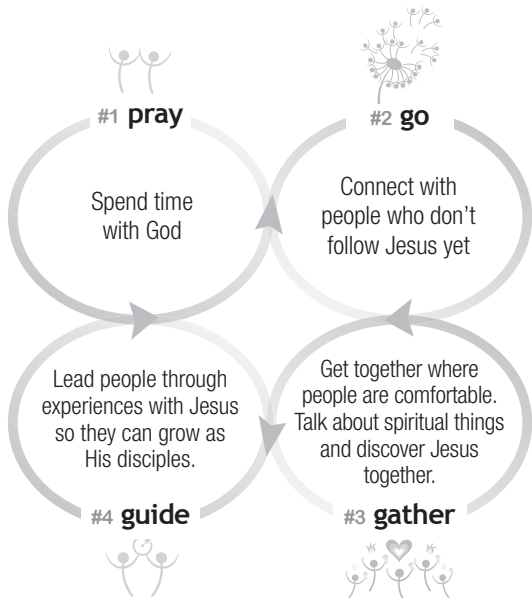 #1 pray
Spend time
with God
#2 go
Connect with
people who don't
follow Jesus yet
Get together where
people are comfortable.
Talk about spiritual things
and discover Jesus
together.
#3 gather
Lead people through
experiences with Jesus
so they can grow as
His disciples.
#4 guide